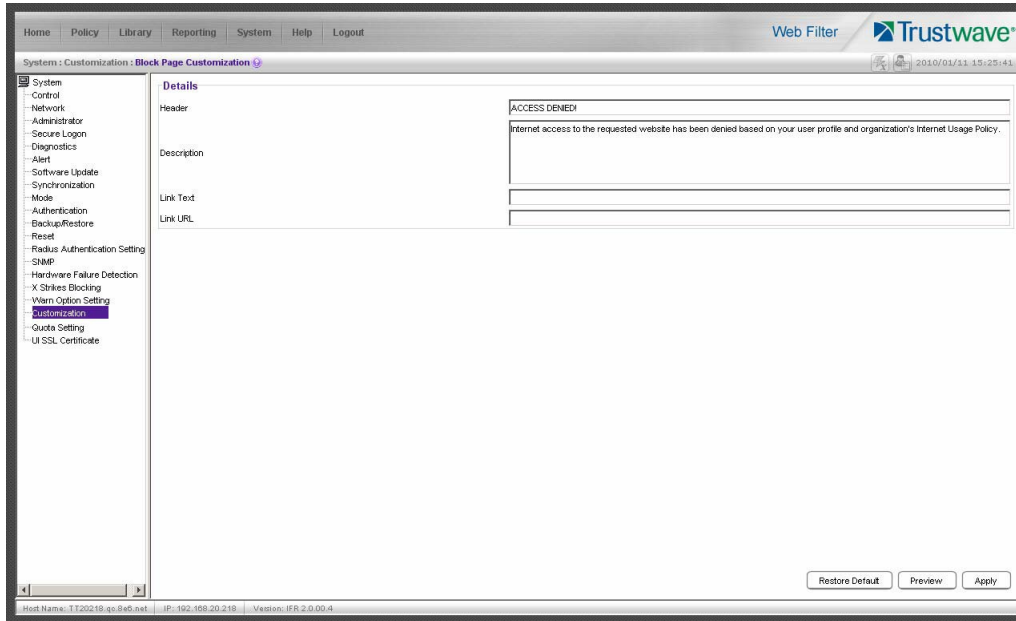 Home Policy Library Reporting System Help Logout
Web Filter Trustwave®
System : Customization : Block Page Customization
2010/01/11 15:25:41
System
Control
Network
Administrator
Secure Logon
Diagnostics
Alert
Software Update
Synchronization
Mode
Authentication
Backup/Restore
Reset
Radius Authentication Setting
SNMP
Hardware Failure Detection
X Strikes Blocking
Warn Option Setting
Customization
Quota Setting
UI SSL Certificate
Details
Header
ACCESS DENIED!
Description
Internet access to the requested website has been denied based on your user profile and organization's Internet Usage Policy.
Link Text
Link URL
Restore Default Preview Apply
Host Name: TT20218.qc.8e6.net IP: 192.168.20.218 Version: IFR 2.0.00.4